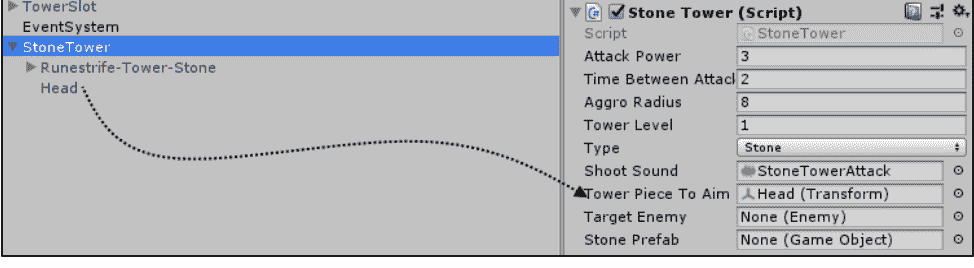 TowerSlot
EventSystem
StoneTower
Runestrife-Tower-Stone
Head
Stone Tower (Script)
Script StoneTower
Attack Power 3
Time Between Attack 2
Aggro Radius 8
Tower Level 1
Type Stone
Shoot Sound StoneTowerAttack
Tower Piece To Aim Head (Transform)
Target Enemy None (Enemy)
Stone Prefab None (Game Object)